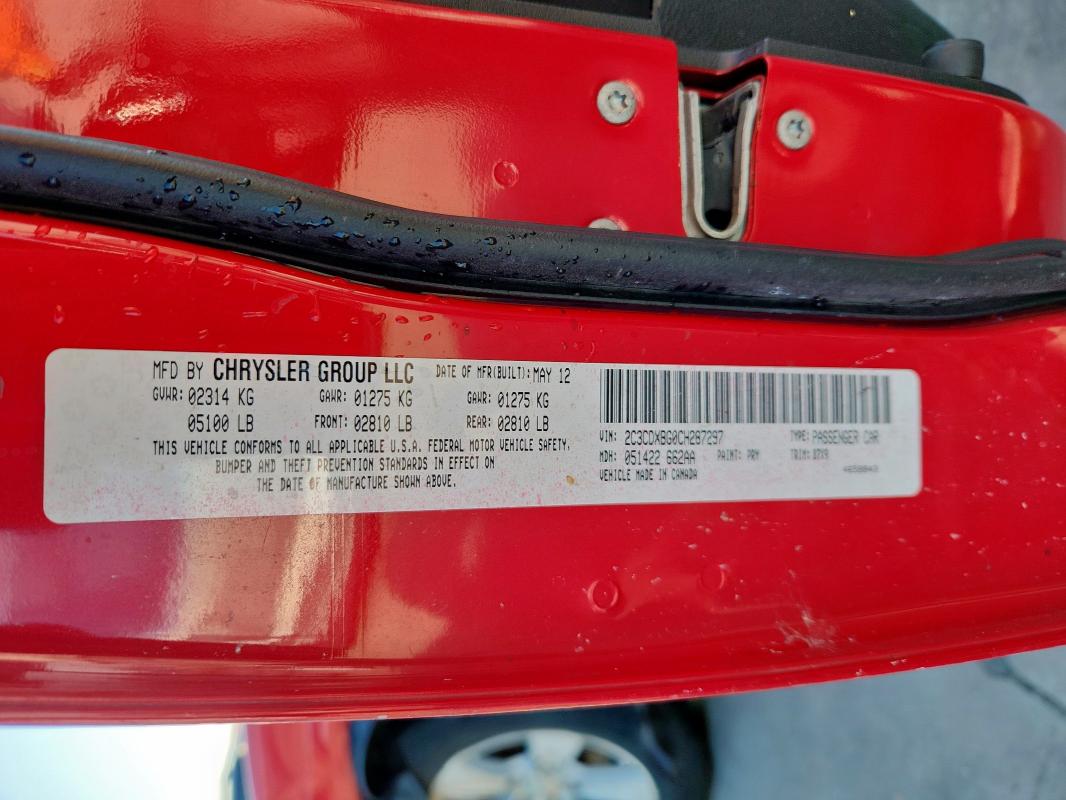 MFD BY CHRYSLER GROUP LLC DATE OF MFR(BUILT): MAY 12
GVWR: 02314 KG GAWR: 01275 KG GAWR: 01275 KG
05100 LB FRONT: 02810 LB REAR: 02810 LB
THIS VEHICLE CONFORMS TO ALL APPLICABLE U.S.A. FEDERAL MOTOR VEHICLE SAFETY,
BUMPER AND THEFT PREVENTION STANDARDS IN EFFECT ON
THE DATE OF MANUFACTURE SHOWN ABOVE.
VIN: 2C3CDXBG0CH287297 TYPE: PASSENGER CAR
MDH: 051422 662AA PAINT: PRM TRIM:
VEHICLE MADE IN CANADA